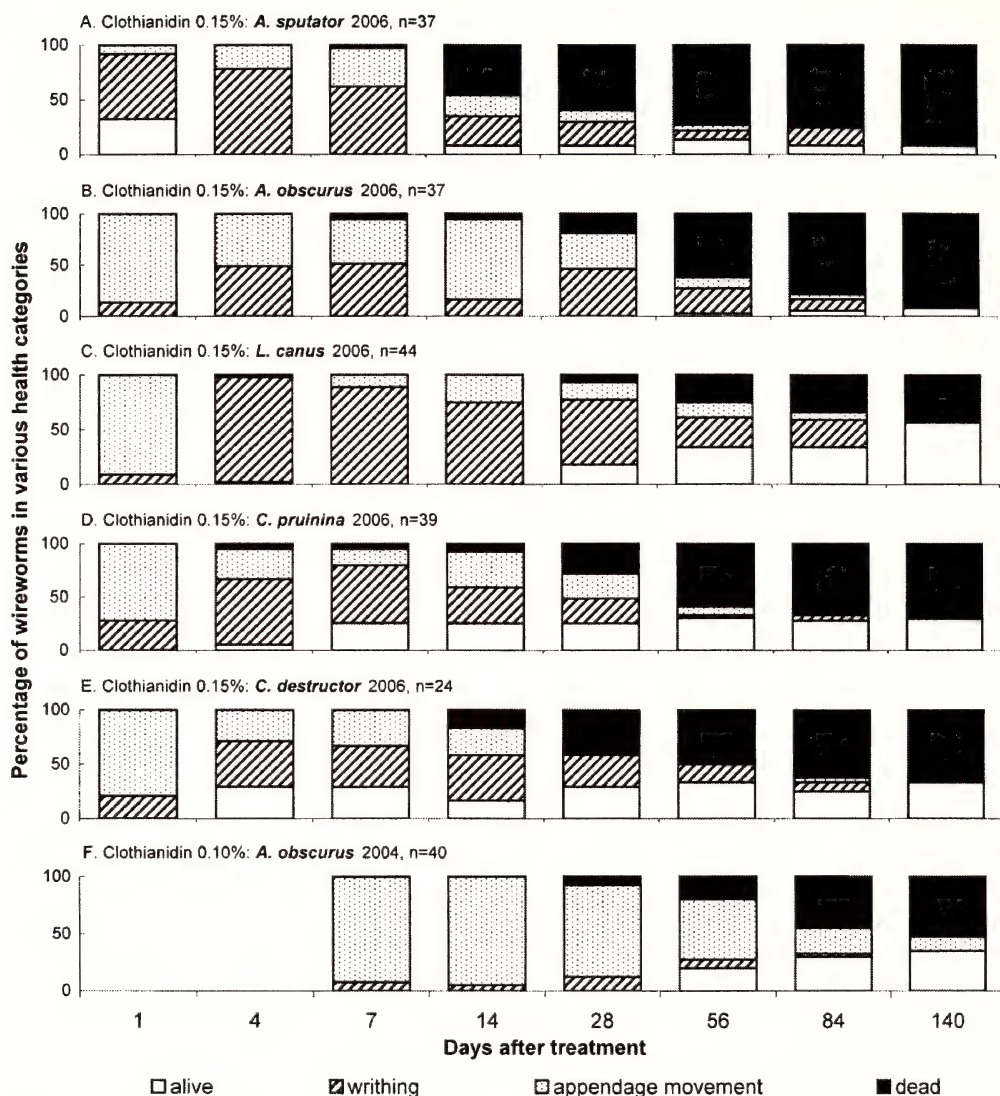 A. Clothianidin 0.15%: A. sputator 2006, n=37
100
50
0
B. Clothianidin 0.15%: A. obscurus 2006, n=37
100
50
0
C. Clothianidin 0.15%: L. canus 2006, n=44
100
50
0
D. Clothianidin 0.15%: C. pruinina 2006, n=39
100
50
0
E. Clothianidin 0.15%: C. destructor 2006, n=24
100
50
0
F. Clothianidin 0.10%: A. obscurus 2004, n=40
100
50
0
Percentage of wireworms in various health categories
1 4 7 14 28 56 84 140
Days after treatment
alive writhing appendage movement dead